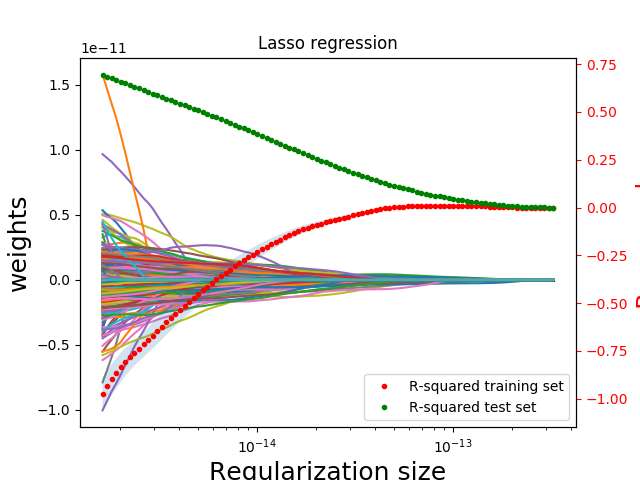 Lasso regression
1e−11
1.5
1.0
0.5
0.0
−0.5
−1.0
weights
0.75
0.50
0.25
0.00
−0.25
−0.50
−0.75
−1.00
R-squared training set
R-squared test set
10⁻¹⁴
10⁻¹³
Regularization size